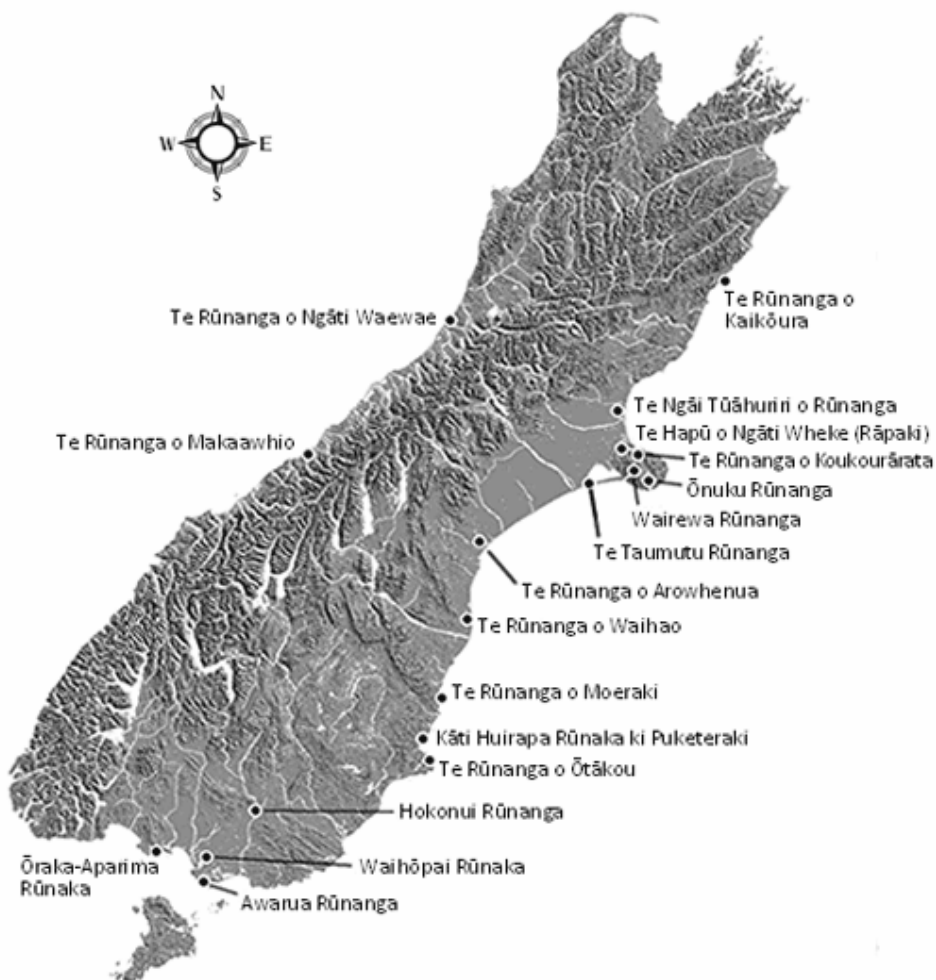 N
W E
S
Te Rūnanga o
Kaikōura
Te Rūnanga o Ngāti Waewae
Te Ngāi Tūāhuriri o Rūnanga
Te Hapū o Ngāti Wheke (Rāpaki)
Te Rūnanga o Makaawhio
Te Rūnanga o Koukourārata
Ōnuku Rūnanga
Wairewa Rūnanga
Te Taumutu Rūnanga
Te Rūnanga o Arowhenua
Te Rūnanga o Waihao
Te Rūnanga o Moeraki
Kāti Huirapa Rūnaka ki Puketeraki
Te Rūnanga o Ōtākou
Hokonui Rūnanga
Ōraka-Aparima
Rūnaka
Waihōpai Rūnaka
Awarua Rūnanga